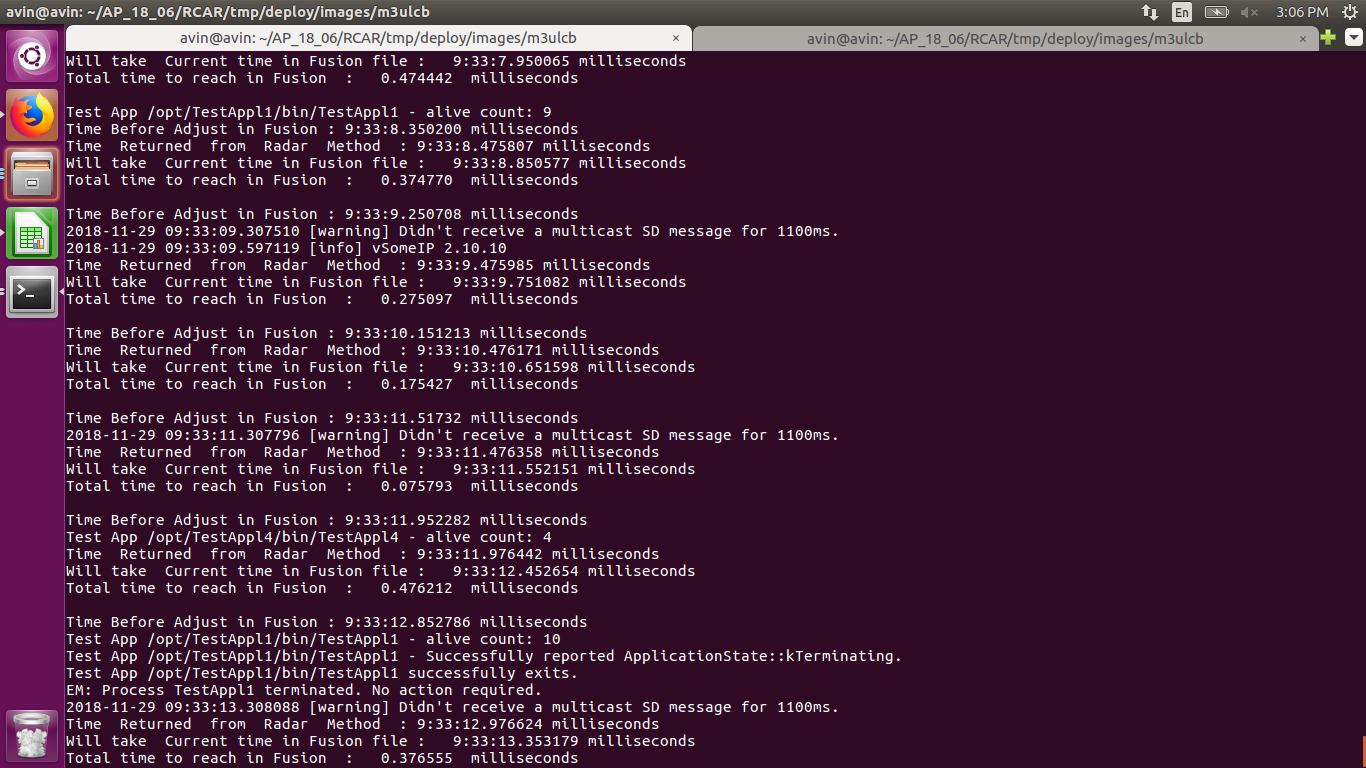 avin@avin: ~/AP_18_06/RCAR/tmp/deploy/images/m3ulcb
En
3:06 PM
avin@avin: ~/AP_18_06/RCAR/tmp/deploy/images/m3ulcb ×
avin@avin: ~/AP_18_06/RCAR/tmp/deploy/images/m3ulcb ×
Will take  Current time in Fusion file :   9:33:7.950065 milliseconds
Total time to reach in Fusion  :   0.474442  milliseconds
Test App /opt/TestAppl1/bin/TestAppl1 - alive count: 9
Time Before Adjust in Fusion : 9:33:8.350200 milliseconds
Time  Returned  from  Radar  Method  : 9:33:8.475807 milliseconds
Will take  Current time in Fusion file :   9:33:8.850577 milliseconds
Total time to reach in Fusion  :   0.374770  milliseconds
Time Before Adjust in Fusion : 9:33:9.250708 milliseconds
2018-11-29 09:33:09.307510 [warning] Didn't receive a multicast SD message for 1100ms.
2018-11-29 09:33:09.597119 [info] vSomeIP 2.10.10
Time  Returned  from  Radar  Method  : 9:33:9.475985 milliseconds
Will take  Current time in Fusion file :   9:33:9.751082 milliseconds
Total time to reach in Fusion  :   0.275097  milliseconds
Time Before Adjust in Fusion : 9:33:10.151213 milliseconds
Time  Returned  from  Radar  Method  : 9:33:10.476171 milliseconds
Will take  Current time in Fusion file :   9:33:10.651598 milliseconds
Total time to reach in Fusion  :   0.175427  milliseconds
Time Before Adjust in Fusion : 9:33:11.51732 milliseconds
2018-11-29 09:33:11.307796 [warning] Didn't receive a multicast SD message for 1100ms.
Time  Returned  from  Radar  Method  : 9:33:11.476358 milliseconds
Will take  Current time in Fusion file :   9:33:11.552151 milliseconds
Total time to reach in Fusion  :   0.075793  milliseconds
Time Before Adjust in Fusion : 9:33:11.952282 milliseconds
Test App /opt/TestAppl4/bin/TestAppl4 - alive count: 4
Time  Returned  from  Radar  Method  : 9:33:11.976442 milliseconds
Will take  Current time in Fusion file :   9:33:12.452654 milliseconds
Total time to reach in Fusion  :   0.476212  milliseconds
Time Before Adjust in Fusion : 9:33:12.852786 milliseconds
Test App /opt/TestAppl1/bin/TestAppl1 - alive count: 10
Test App /opt/TestAppl1/bin/TestAppl1 - Successfully reported ApplicationState::kTerminating.
Test App /opt/TestAppl1/bin/TestAppl1 successfully exits.
EM: Process TestAppl1 terminated. No action required.
2018-11-29 09:33:13.308088 [warning] Didn't receive a multicast SD message for 1100ms.
Time  Returned  from  Radar  Method  : 9:33:12.976624 milliseconds
Will take  Current time in Fusion file :   9:33:13.353179 milliseconds
Total time to reach in Fusion  :   0.376555  milliseconds